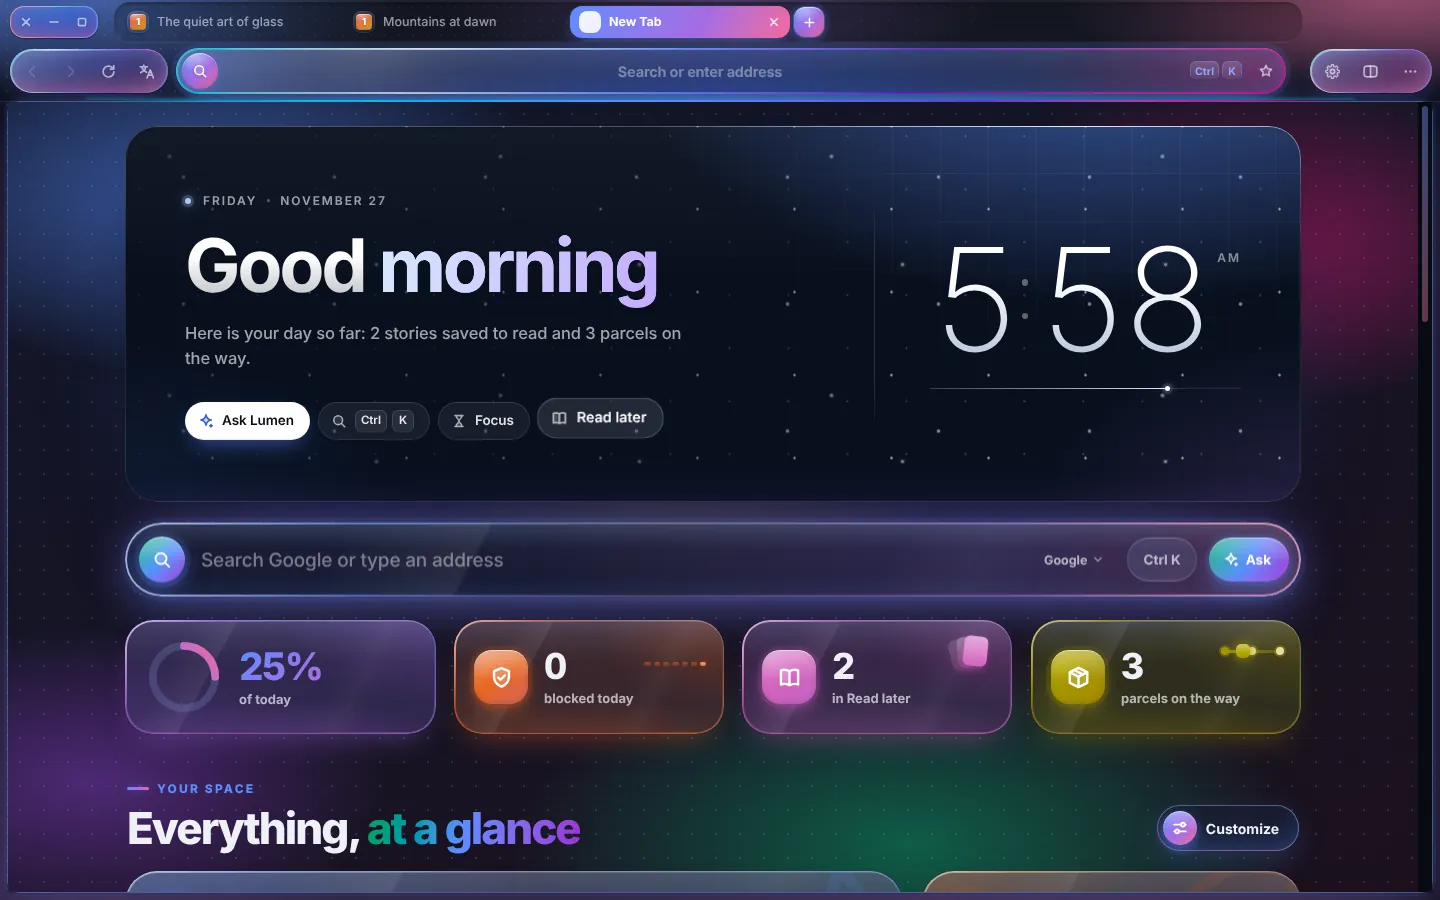 1 The quiet art of glass
1 Mountains at dawn
New Tab
Search or enter address
Ctrl K
FRIDAY • NOVEMBER 27
Good morning
Here is your day so far: 2 stories saved to read and 3 parcels on
the way.
5:58 AM
Ask Lumen
Ctrl K
Focus
Read later
Search Google or type an address
Google
Ctrl K
Ask
25%
of today
0
blocked today
2
in Read later
3
parcels on the way
YOUR SPACE
Everything, at a glance
Customize